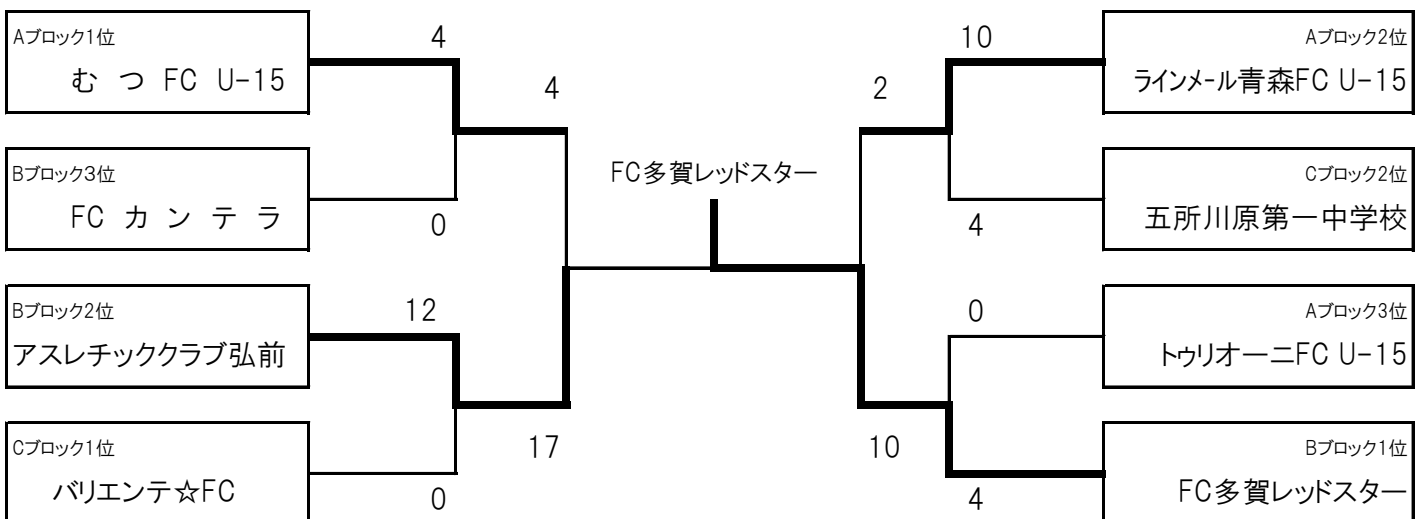 Aブロック1位
むつ FC U-15
4
4
Bブロック3位
FC カンテラ
0
Bブロック2位
アスレチッククラブ弘前
12
17
Cブロック1位
バリエンテ☆FC
0
FC多賀レッドスター
10
2
Aブロック2位
ラインメール青森FC U-15
4
Cブロック2位
五所川原第一中学校
0
Aブロック3位
トゥリオーニFC U-15
10
4
Bブロック1位
FC多賀レッドスター